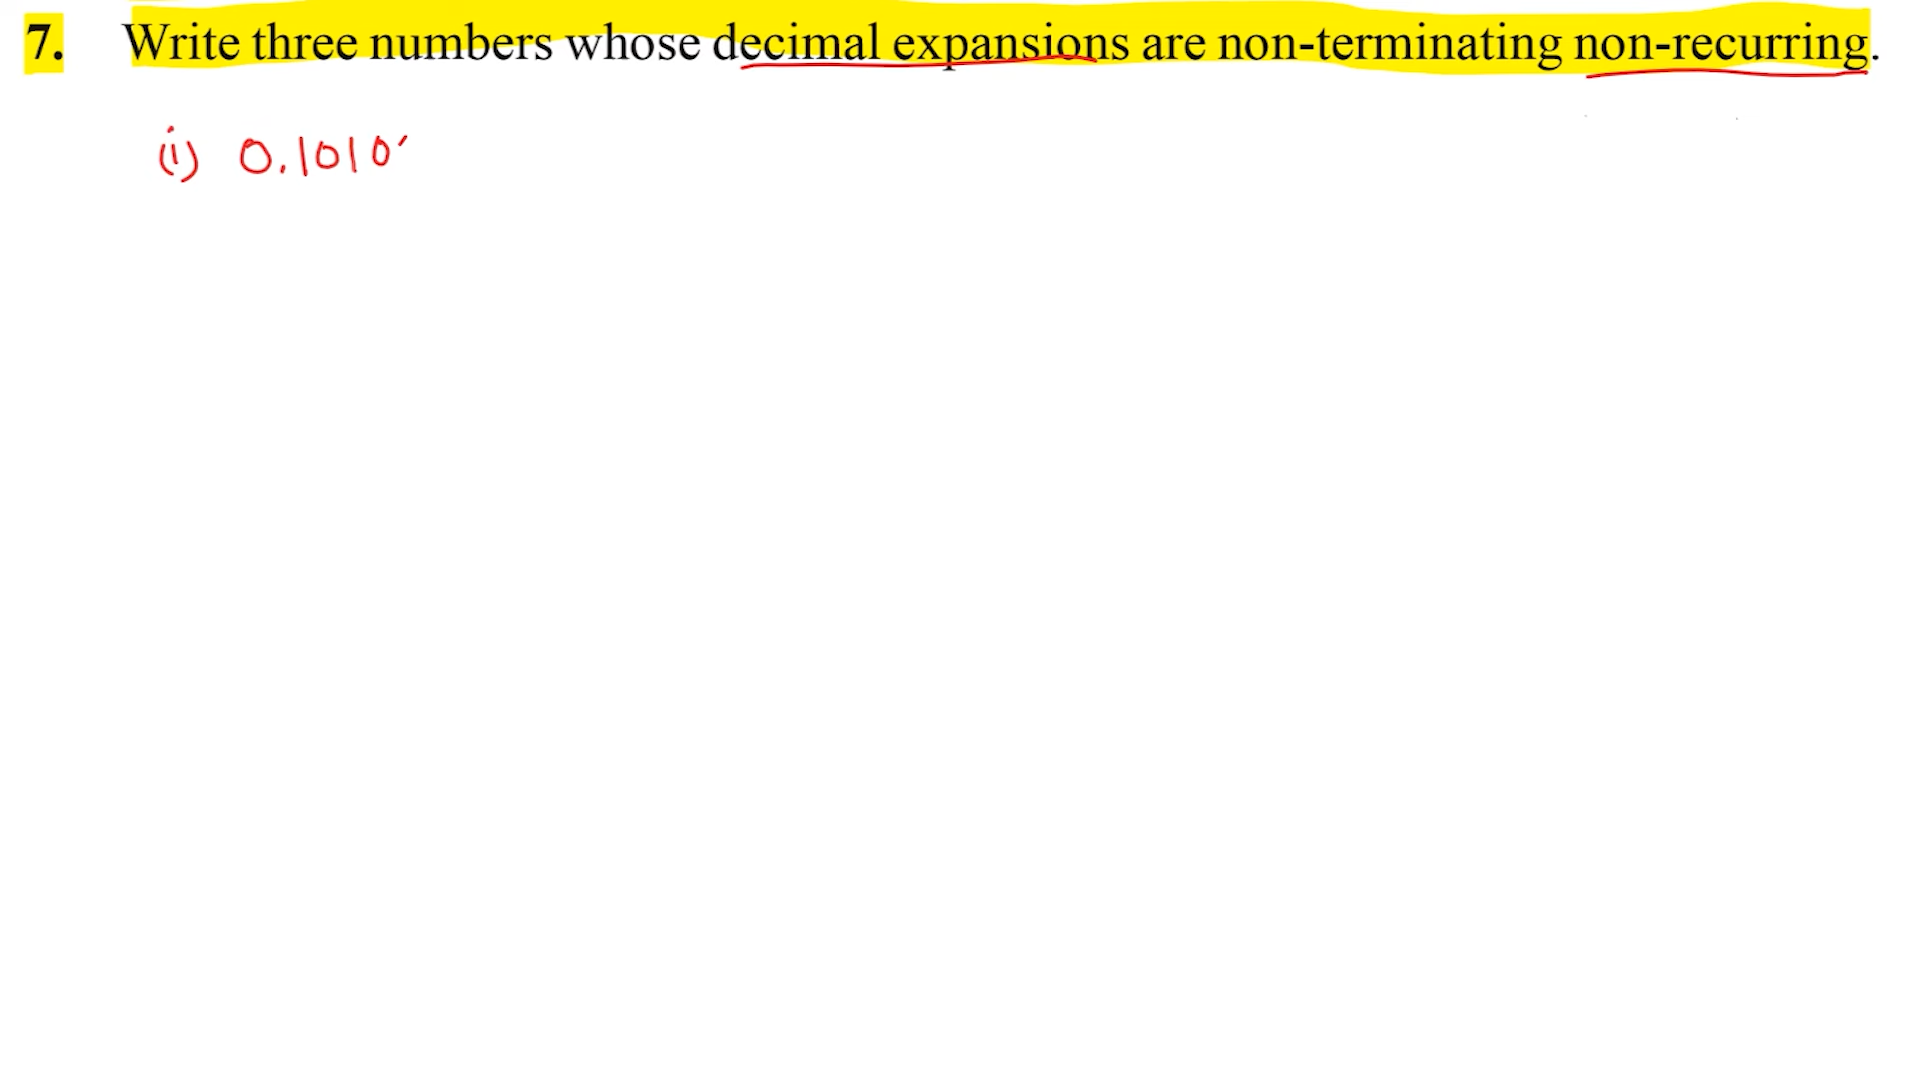 7. Write three numbers whose decimal expansions are non-terminating non-recurring.
(i) 0.1010